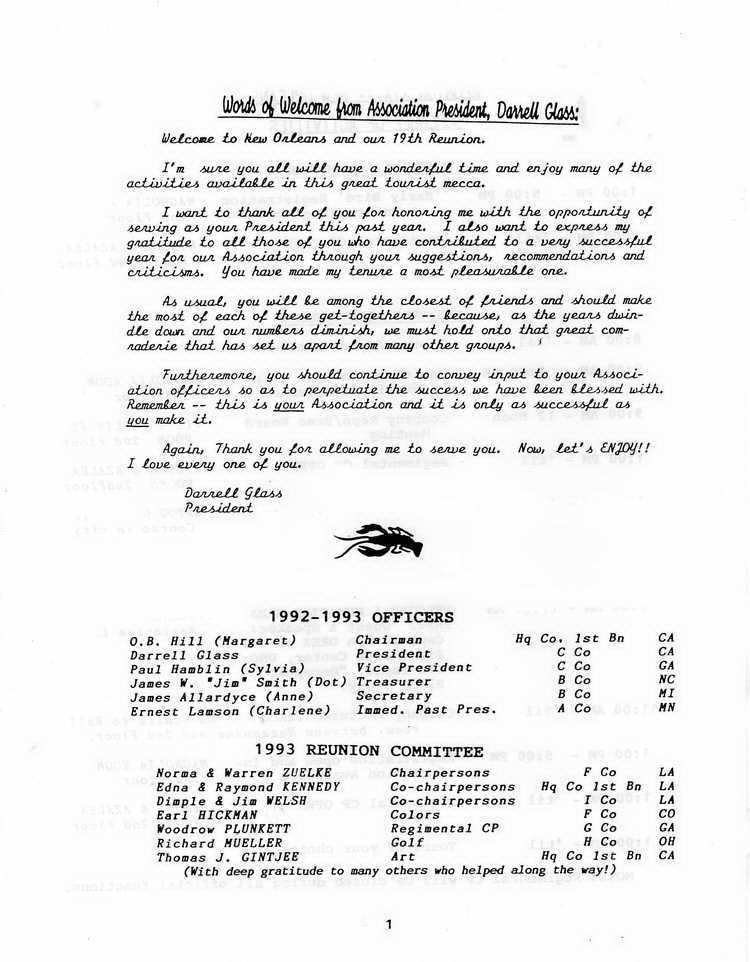 Words of Welcome from Association President, Darrell Glass:
Welcome to New Orleans and our 19th Reunion.
I'm sure you all will have a wonderful time and enjoy many of the
activities available in this great tourist mecca.
I want to thank all of you for honoring me with the opportunity of
serving as your President this past year. I also want to express my
gratitude to all those of you who have contributed to a very successful
year for our Association through your suggestions, recommendations and
criticisms. You have made my tenure a most pleasurable one.
As usual, you will be among the closest of friends and should make
the most of each of these get-togethers -- because, as the years dwin-
dle down and our numbers diminish, we must hold onto that great com-
raderie that has set us apart from many other groups.
Furthermore, you should continue to convey input to your Associ-
ation officers so as to perpetuate the success we have been blessed with.
Remember -- this is your Association and it is only as successful as
you make it.
Again, Thank you for allowing me to serve you. Now, let's ENJOY!!
I love every one of you.
Darrell Glass
President
1992-1993 OFFICERS
O.B. Hill (Margaret) Chairman Hq Co. 1st Bn CA
Darrell Glass President C Co CA
Paul Hamblin (Sylvia) Vice President C Co GA
James W. "Jim" Smith (Dot) Treasurer B Co NC
James Allardyce (Anne) Secretary B Co MI
Ernest Lamson (Charlene) Immed. Past Pres. A Co MN
1993 REUNION COMMITTEE
Norma & Warren ZUELKE Chairpersons F Co LA
Edna & Raymond KENNEDY Co-chairpersons Hq Co 1st Bn LA
Dimple & Jim WELSH Co-chairpersons I Co LA
Earl HICKMAN Colors F Co CO
Woodrow PLUNKETT Regimental CP G Co GA
Richard MUELLER Golf H Co OH
Thomas J. GINTJEE Art Hq Co 1st Bn CA
(With deep gratitude to many others who helped along the way!)
1